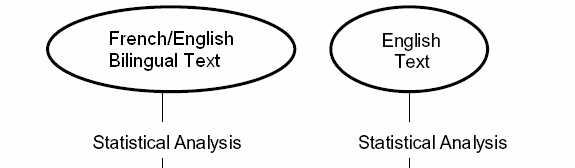 French/English
Bilingual Text
English
Text
Statistical Analysis
Statistical Analysis